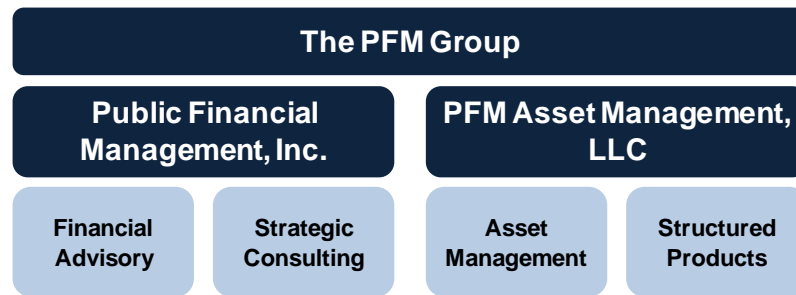 The PFM Group
Public Financial
Management, Inc.
PFM Asset Management,
LLC
Financial
Advisory
Strategic
Consulting
Asset
Management
Structured
Products